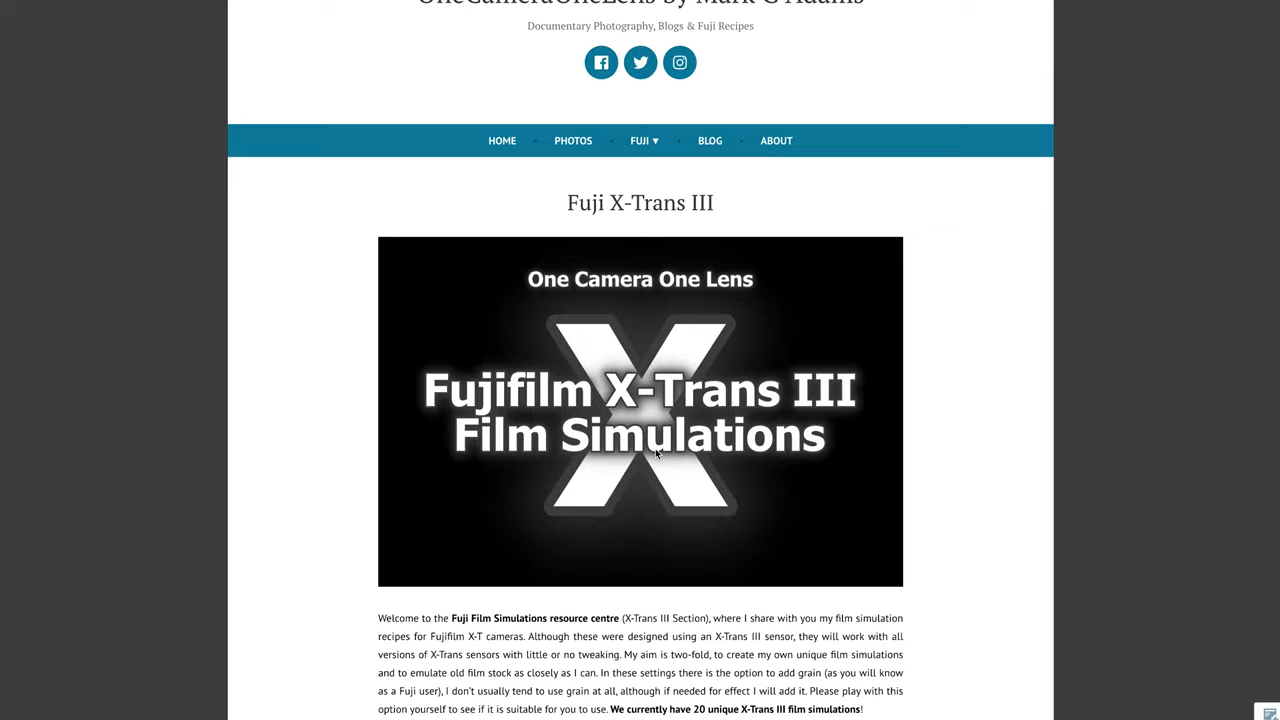 OneCameraOneLens by Mark G Adams
Documentary Photography, Blogs & Fuji Recipes
HOME
PHOTOS
FUJI ▼
BLOG
ABOUT
Fuji X-Trans III
One Camera One Lens
X
Fujifilm X-Trans III
Film Simulations
Welcome to the Fuji Film Simulations resource centre (X-Trans III Section), where I share with you my film simulation
recipes for Fujifilm X-T cameras. Although these were designed using an X-Trans III sensor, they will work with all
versions of X-Trans sensors with little or no tweaking. My aim is two-fold, to create my own unique film simulations
and to emulate old film stock as closely as I can. In these settings there is the option to add grain (as you will know
as a Fuji user), I don't usually tend to use grain at all, although if needed for effect I will add it. Please play with this
option yourself to see if it is suitable for you to use. We currently have 20 unique X-Trans III film simulations!